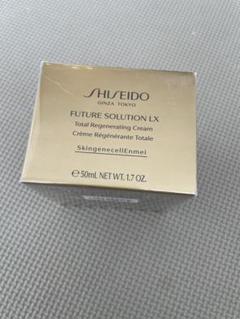 SHISEIDO
GINZA TOKYO
FUTURE SOLUTION LX
Total Regenerating Cream
Crème Régénérante Totale
SkingenecellEnmei
℮ 50mL NET WT. 1.7 OZ.